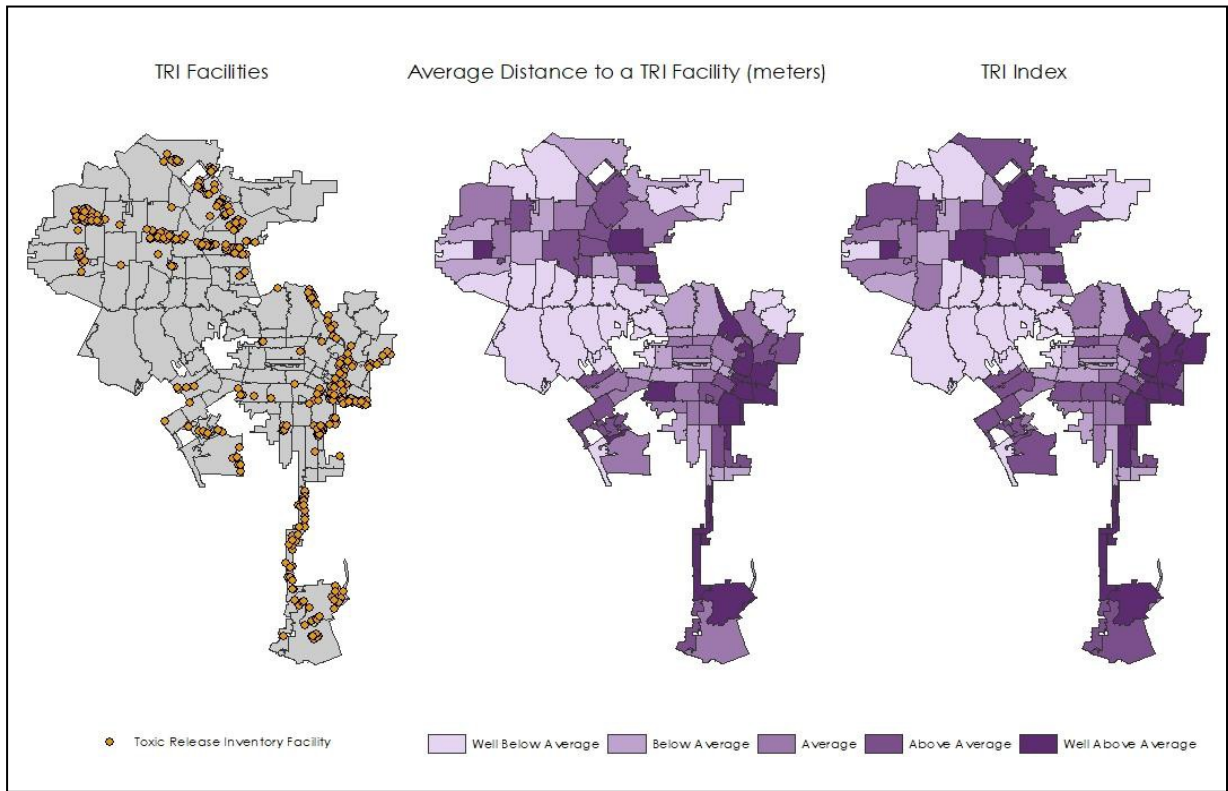 TRI Facilities
Average Distance to a TRI Facility (meters)
TRI Index
Toxic Release Inventory Facility
Well Below Average
Below Average
Average
Above Average
Well Above Average